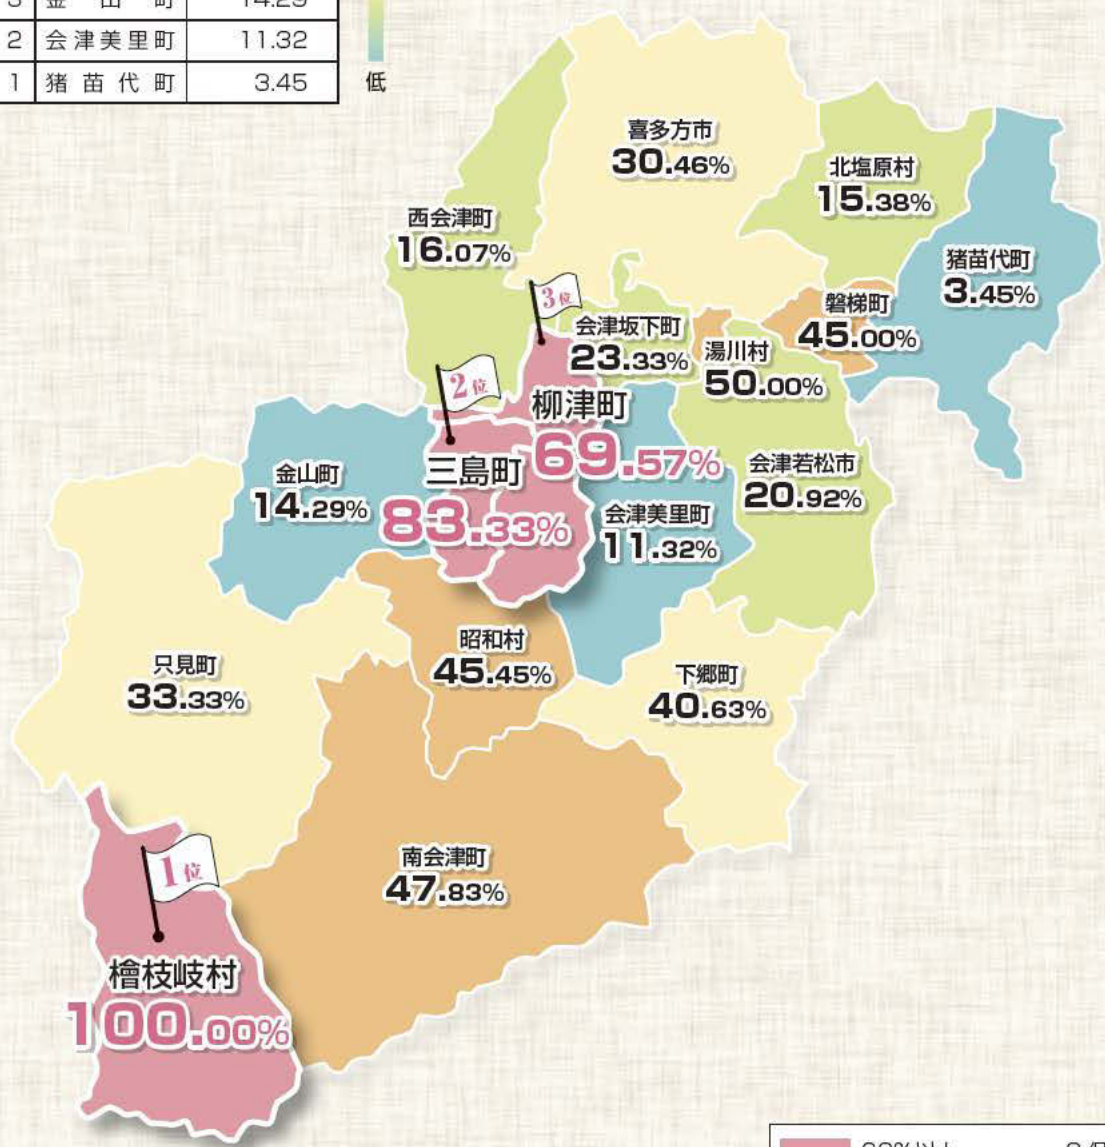 3 金山町 14.29
2 会津美里町 11.32
1 猪苗代町 3.45
低
喜多方市
30.46%
北塩原村
15.38%
西会津町
16.07%
猪苗代町
3.45%
3位
磐梯町
45.00%
会津坂下町
23.33%
湯川村
50.00%
2位
柳津町
69.57%
三島町
83.33%
会津若松市
20.92%
金山町
14.29%
会津美里町
11.32%
昭和村
45.45%
只見町
33.33%
下郷町
40.63%
南会津町
47.83%
1位
檜枝岐村
100.00%